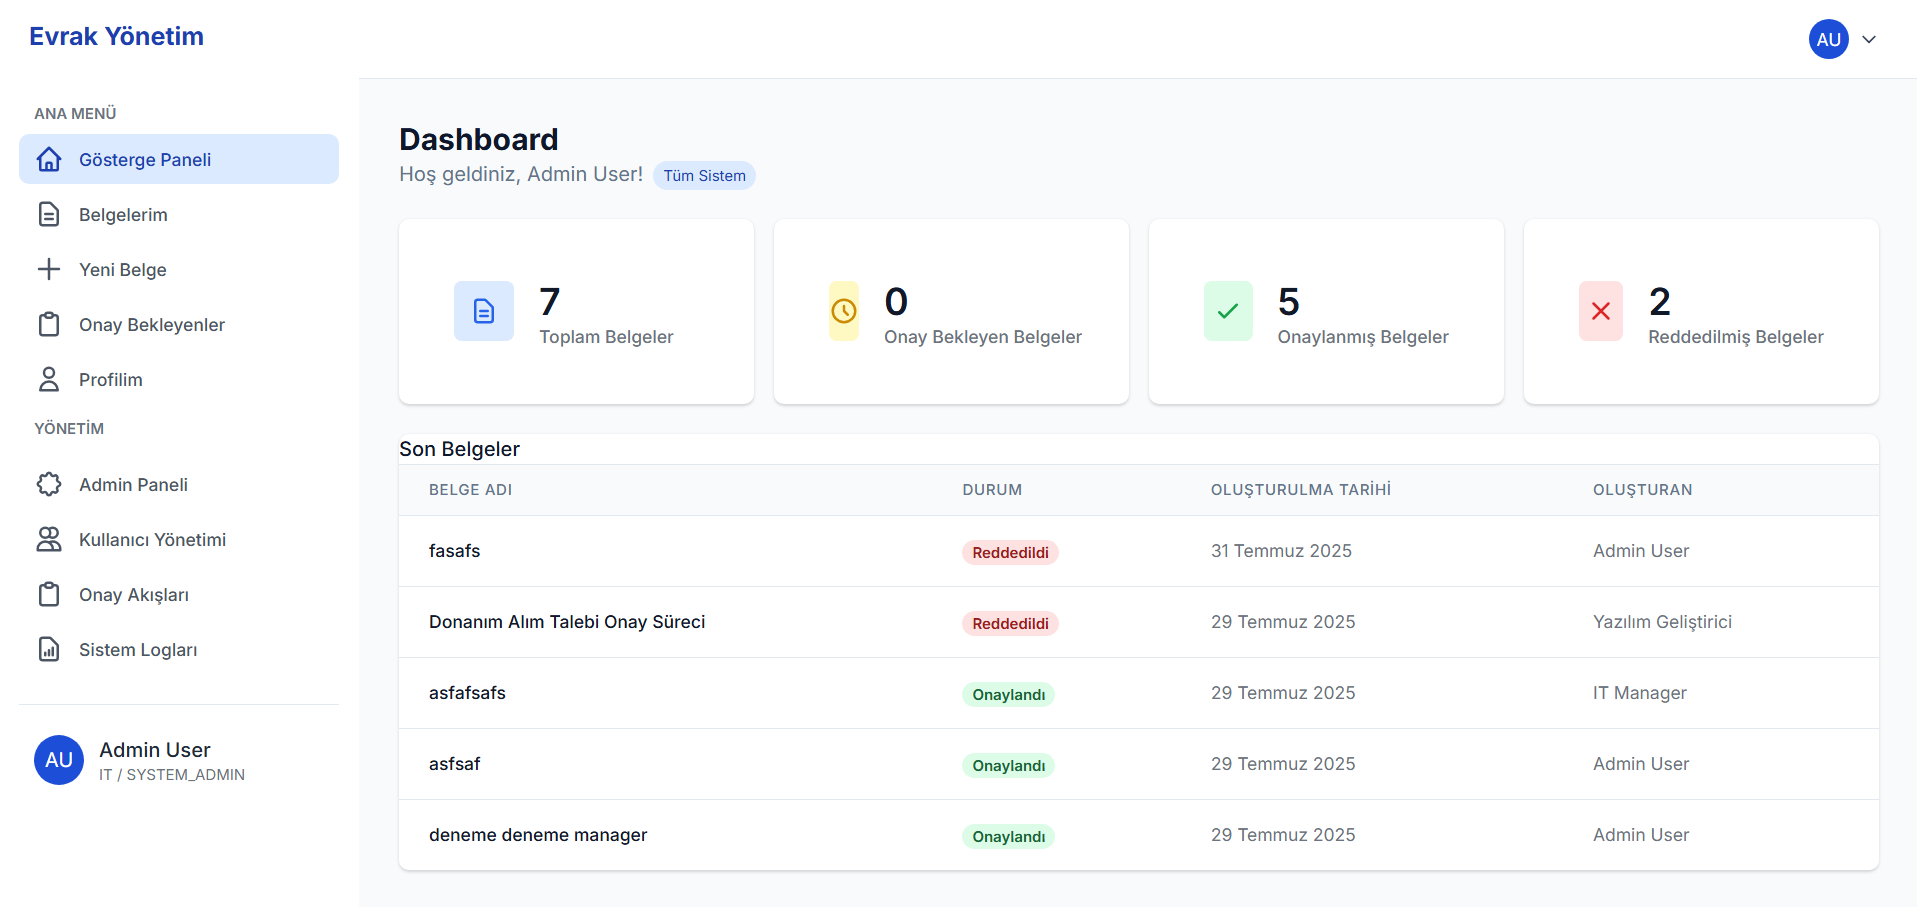 Evrak Yönetim
AU
ANA MENÜ
Gösterge Paneli
Belgelerim
Yeni Belge
Onay Bekleyenler
Profilim
YÖNETİM
Admin Paneli
Kullanıcı Yönetimi
Onay Akışları
Sistem Logları
AU
Admin User
IT / SYSTEM_ADMIN
Dashboard
Hoş geldiniz, Admin User! Tüm Sistem
7
Toplam Belgeler
0
Onay Bekleyen Belgeler
5
Onaylanmış Belgeler
2
Reddedilmiş Belgeler
Son Belgeler
BELGE ADI DURUM OLUŞTURULMA TARİHİ OLUŞTURAN
fasafs Reddedildi 31 Temmuz 2025 Admin User
Donanım Alım Talebi Onay Süreci Reddedildi 29 Temmuz 2025 Yazılım Geliştirici
asfafsafs Onaylandı 29 Temmuz 2025 IT Manager
asfsaf Onaylandı 29 Temmuz 2025 Admin User
deneme deneme manager Onaylandı 29 Temmuz 2025 Admin User